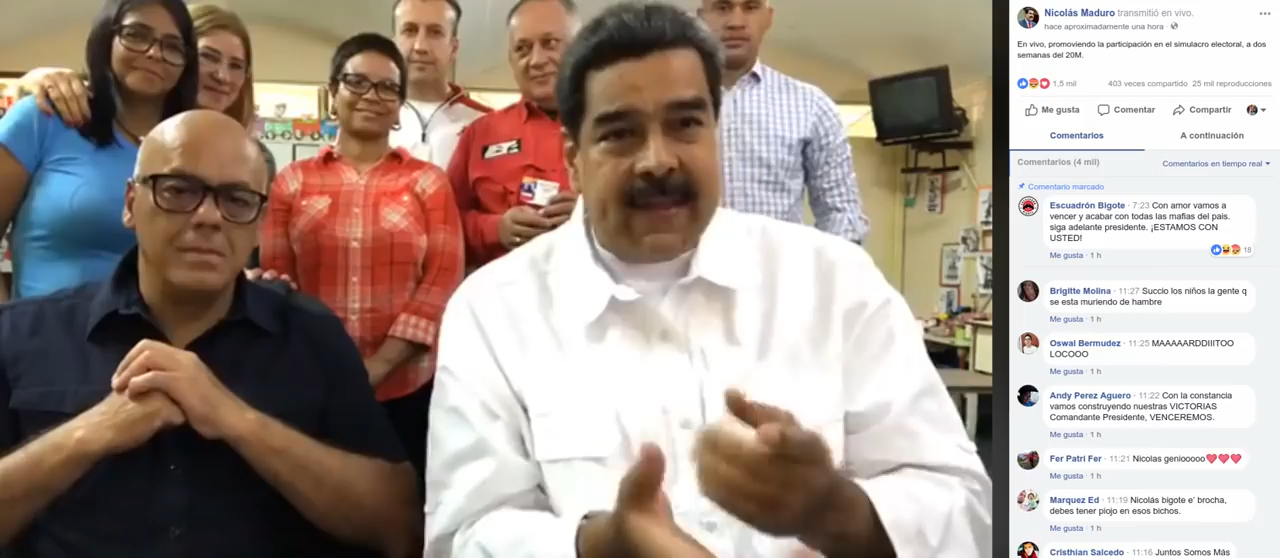 Nicolás Maduro transmitió en vivo.
hace aproximadamente una hora ·
En vivo, promoviendo la participación en el simulacro electoral, a dos
semanas del 20M.
1,5 mil 403 veces compartido 25 mil reproducciones
Me gusta Comentar Compartir
Comentarios A continuación
Comentarios (4 mil) Comentarios en tiempo real
Comentario marcado
Escuadrón Bigote · 7:23 Con amor vamos a
vencer y acabar con todas las mafias del pais.
siga adelante presidente. ¡ESTAMOS CON
USTED!
18
Me gusta · 1 h
Brigitte Molina · 11:27 Succio los niños la gente q
se esta muriendo de hambre
Me gusta · 1 h
Oswal Bermudez · 11:25 MAAAARDDIIITOO
LOCOOO
Me gusta · 1 h
Andy Perez Aguero · 11:22 Con la constancia
vamos construyendo nuestras VICTORIAS
Comandante Presidente, VENCEREMOS.
Me gusta · 1 h
Fer Patri Fer · 11:21 Nicolas geniooooo❤❤❤
Me gusta · 1 h
Marquez Ed · 11:19 Nicolás bigote e' brocha,
debes tener piojo en esos bichos.
Me gusta · 1 h
Cristhian Salcedo · 11:16 Juntos Somos Más